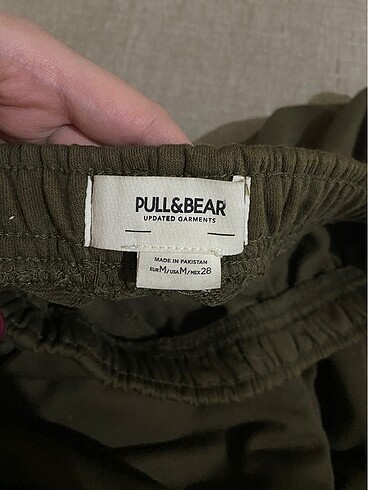 PULL&BEAR
UPDATED GARMENTS
MADE IN PAKISTAN
EUR M/USA M/MEX 28